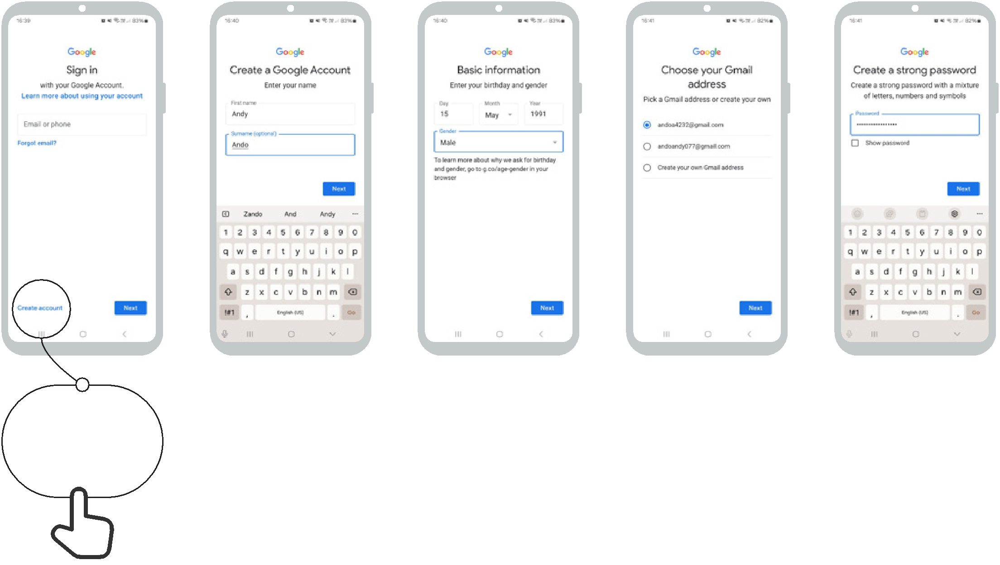 16:39
83%
Google
Sign in
with your Google Account.
Learn more about using your account
Email or phone
Forgot email?
Create account
Next
16:40
83%
Google
Create a Google Account
Enter your name
First name
Andy
Surname (optional)
Ando
Next
Zando And Andy ...
1 2 3 4 5 6 7 8 9 0
q w e r t y u i o p
a s d f g h j k l
z x c v b n m
!#1 , English (US) . Go
16:40
83%
Google
Basic information
Enter your birthday and gender
Day Month Year
15 May 1991
Gender
Male
To learn more about why we ask for birthday
and gender, go to g.co/age-gender in your
browser
Next
16:41
82%
Google
Choose your Gmail
address
Pick a Gmail address or create your own
andoa4232@gmail.com
andoandy077@gmail.com
Create your own Gmail address
Next
16:41
82%
Google
Create a strong password
Create a strong password with a mixture
of letters, numbers and symbols
Password
Show password
Next
1 2 3 4 5 6 7 8 9 0
q w e r t y u i o p
a s d f g h j k l
z x c v b n m
!#1 , English (US) . Go